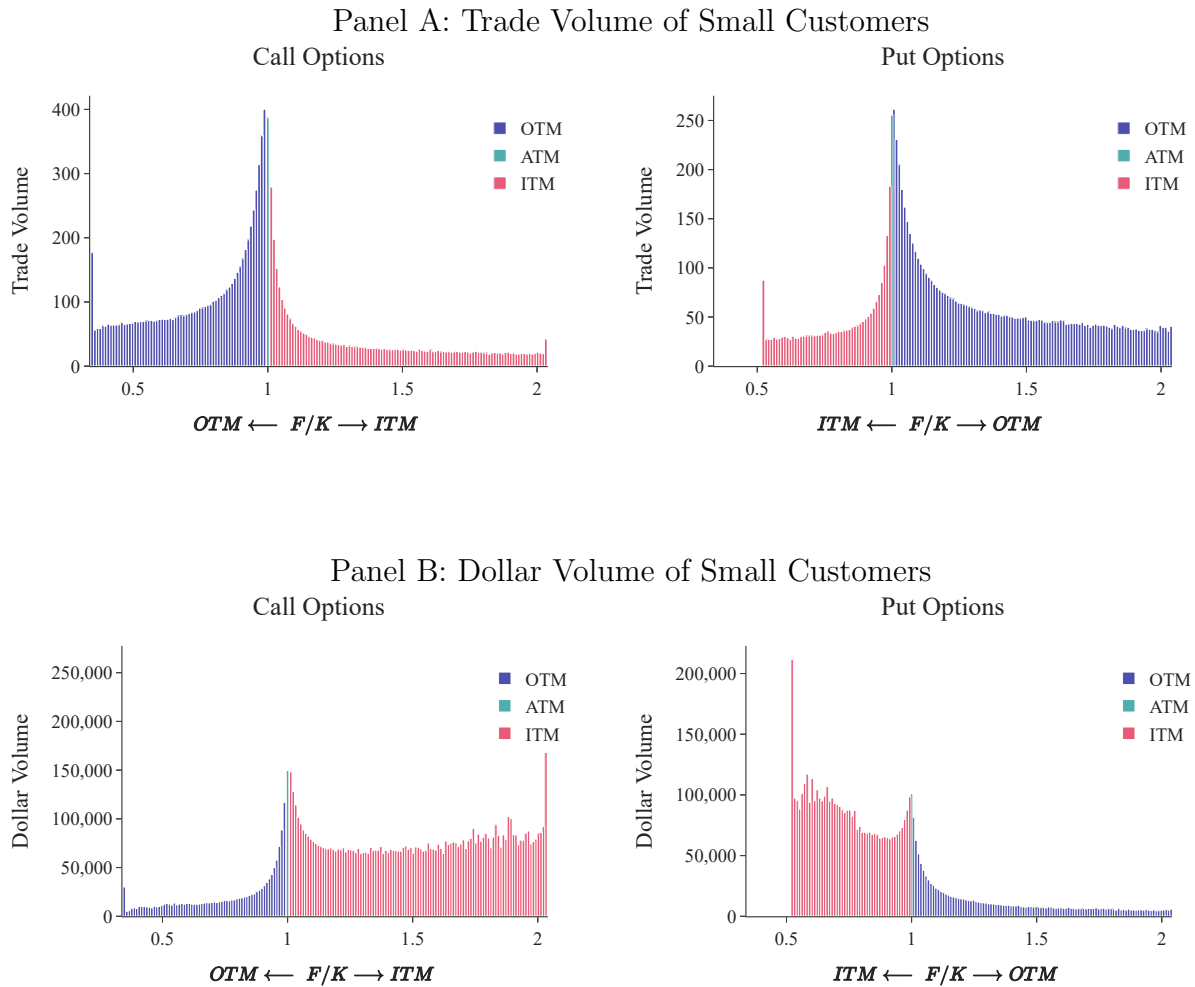 Panel A: Trade Volume of Small Customers
Call Options
Put Options
Trade Volume
400
300
200
100
0
0.5
1
1.5
2
OTM
ATM
ITM
OTM ⟵ F/K ⟶ ITM
Trade Volume
250
200
150
100
50
0
0.5
1
1.5
2
OTM
ATM
ITM
ITM ⟵ F/K ⟶ OTM
Panel B: Dollar Volume of Small Customers
Call Options
Put Options
Dollar Volume
250,000
200,000
150,000
100,000
50,000
0
0.5
1
1.5
2
OTM
ATM
ITM
OTM ⟵ F/K ⟶ ITM
Dollar Volume
200,000
150,000
100,000
50,000
0
0.5
1
1.5
2
OTM
ATM
ITM
ITM ⟵ F/K ⟶ OTM